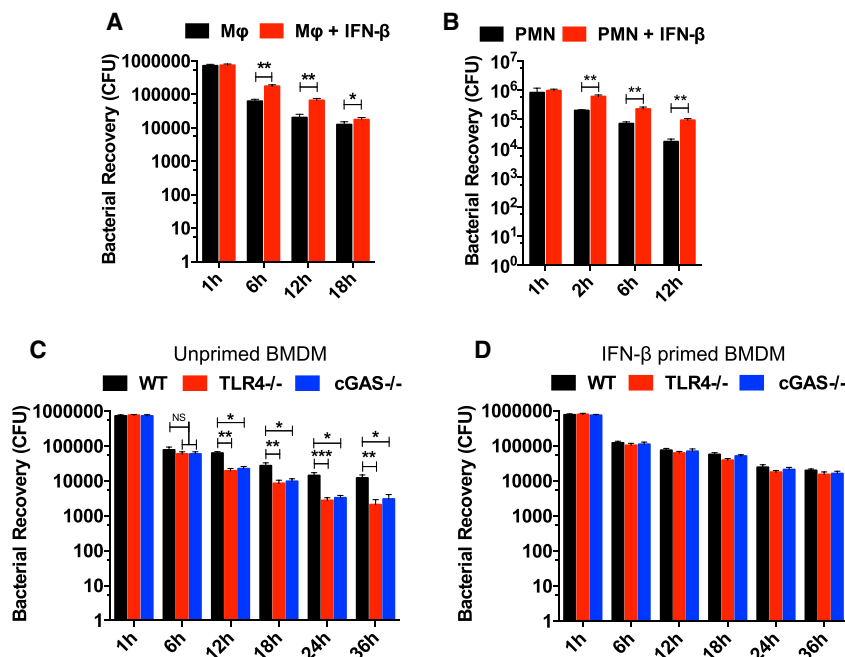 A
Mφ Mφ + IFN-β
Bacterial Recovery (CFU)
1000000
100000
10000
1000
100
10
1
** ** *
1h 6h 12h 18h
B
PMN PMN + IFN-β
Bacterial Recovery (CFU)
10⁷
10⁶
10⁵
10⁴
10³
10²
10¹
10⁰
** ** **
1h 2h 6h 12h
C
Unprimed BMDM
WT TLR4-/- cGAS-/-
Bacterial Recovery (CFU)
1000000
100000
10000
1000
100
10
1
NS * * * *
** ** *** **
1h 6h 12h 18h 24h 36h
D
IFN-β primed BMDM
WT TLR4-/- cGAS-/-
Bacterial Recovery (CFU)
1000000
100000
10000
1000
100
10
1
1h 6h 12h 18h 24h 36h